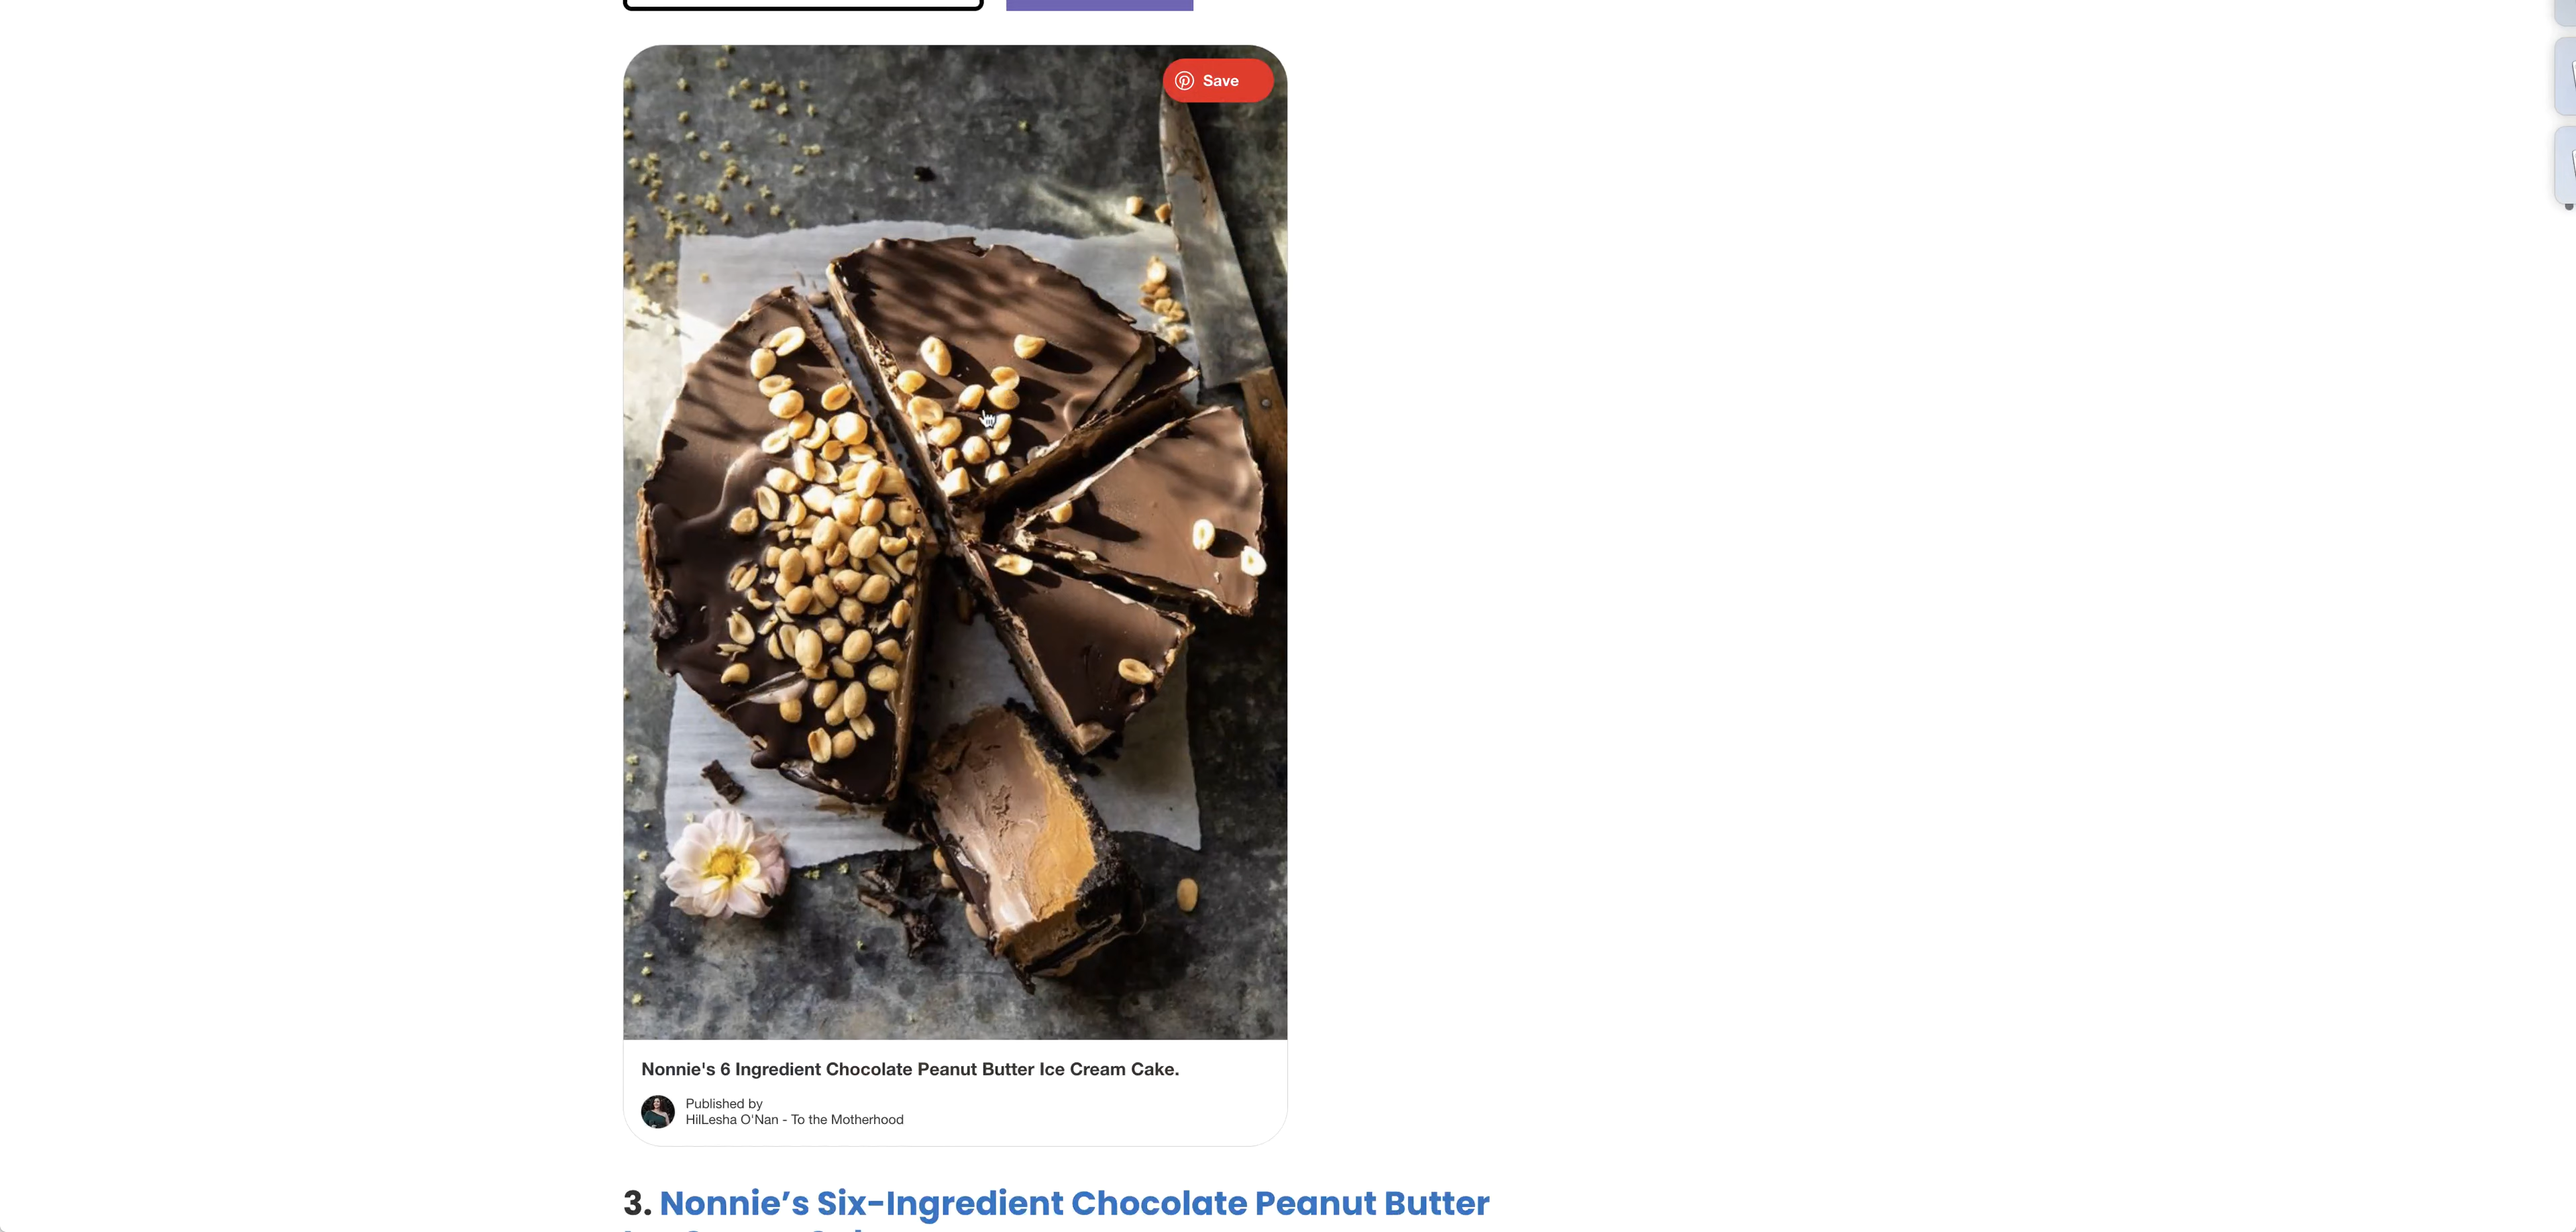 Save
Nonnie's 6 Ingredient Chocolate Peanut Butter Ice Cream Cake.
Published by
HilLesha O'Nan - To the Motherhood
3. Nonnie’s Six-Ingredient Chocolate Peanut Butter